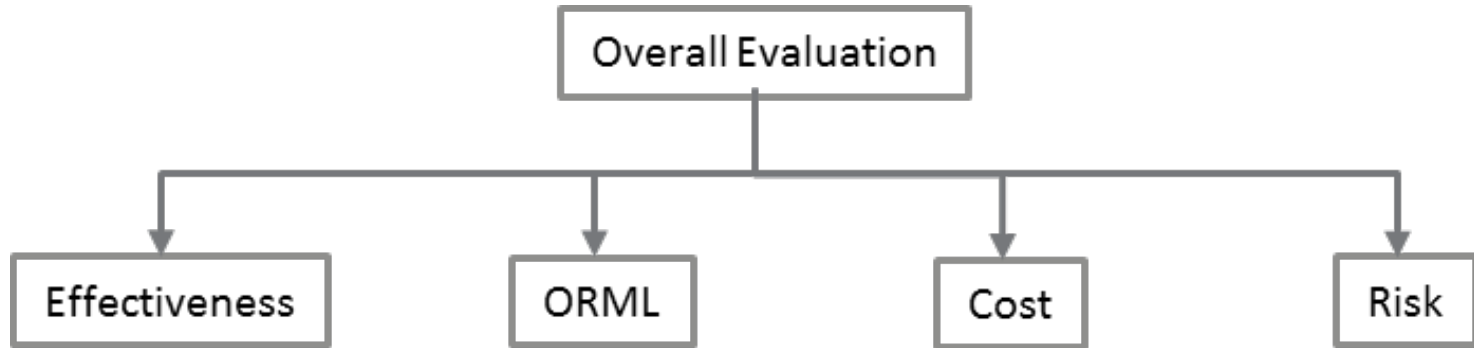 Overall Evaluation
Effectiveness
ORML
Cost
Risk